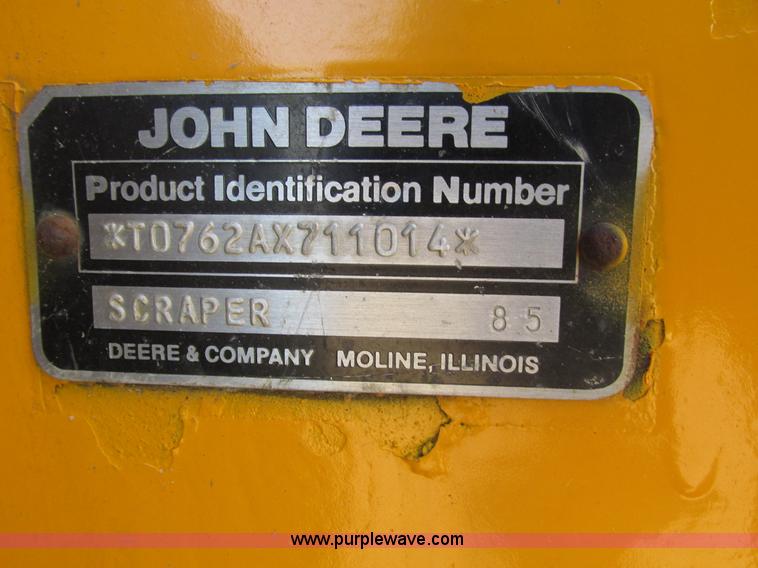 JOHN DEERE
Product Identification Number
*T0762AX711014*
SCRAPER 85
DEERE & COMPANY MOLINE, ILLINOIS
www.purplewave.com